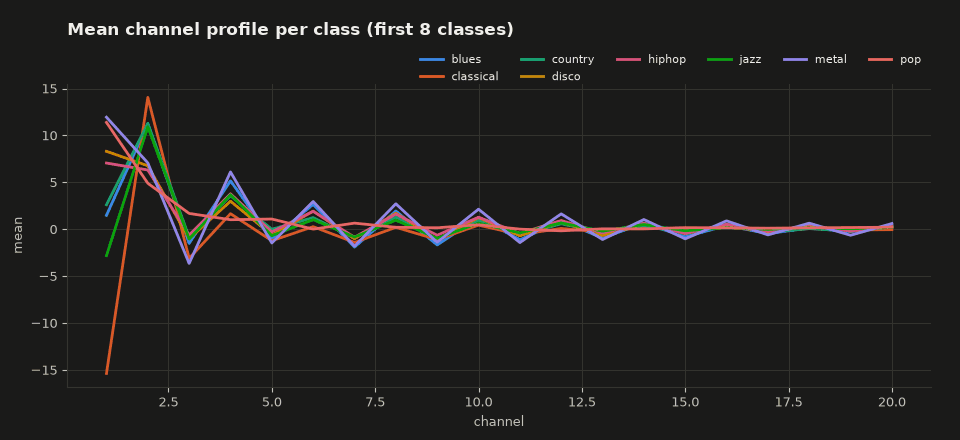 Mean channel profile per class (first 8 classes)
blues country hiphop jazz metal pop
classical disco
15
10
5
0
−5
−10
−15
mean
2.5 5.0 7.5 10.0 12.5 15.0 17.5 20.0
channel